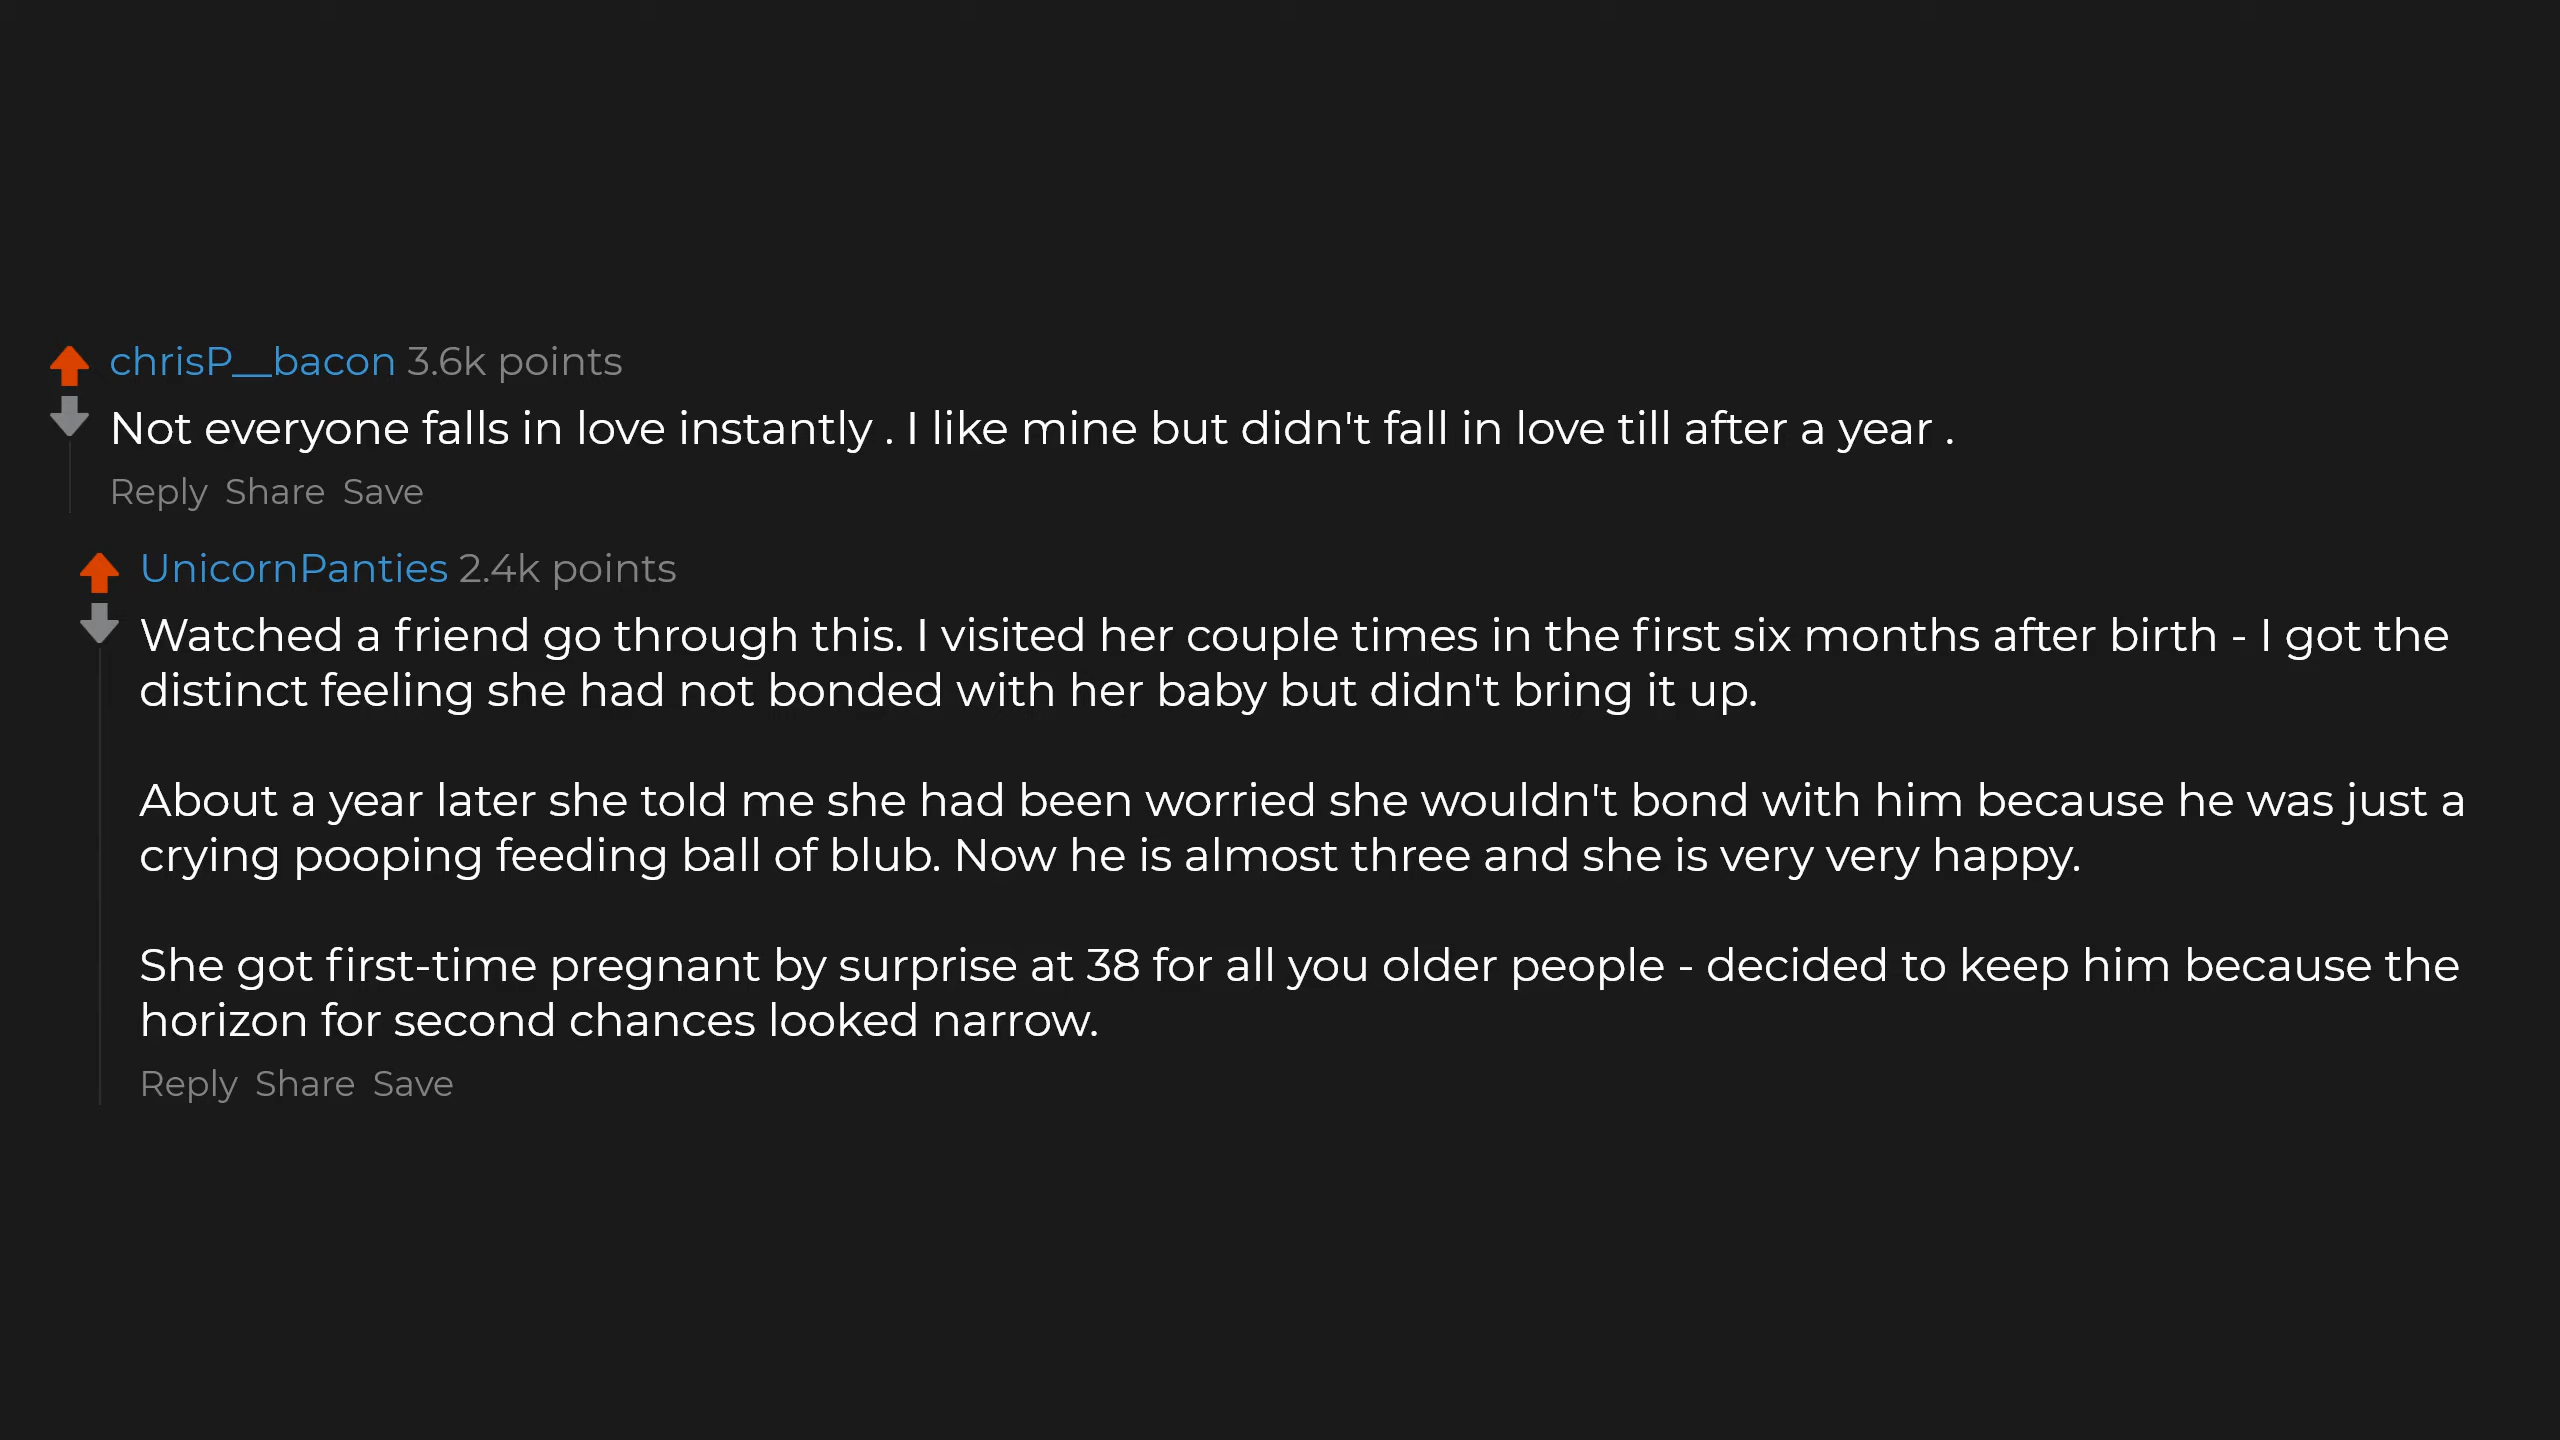 chrisP__bacon 3.6k points
Not everyone falls in love instantly . I like mine but didn't fall in love till after a year .
Reply Share Save
UnicornPanties 2.4k points
Watched a friend go through this. I visited her couple times in the first six months after birth - I got the
distinct feeling she had not bonded with her baby but didn't bring it up.
About a year later she told me she had been worried she wouldn't bond with him because he was just a
crying pooping feeding ball of blub. Now he is almost three and she is very very happy.
She got first-time pregnant by surprise at 38 for all you older people - decided to keep him because the
horizon for second chances looked narrow.
Reply Share Save